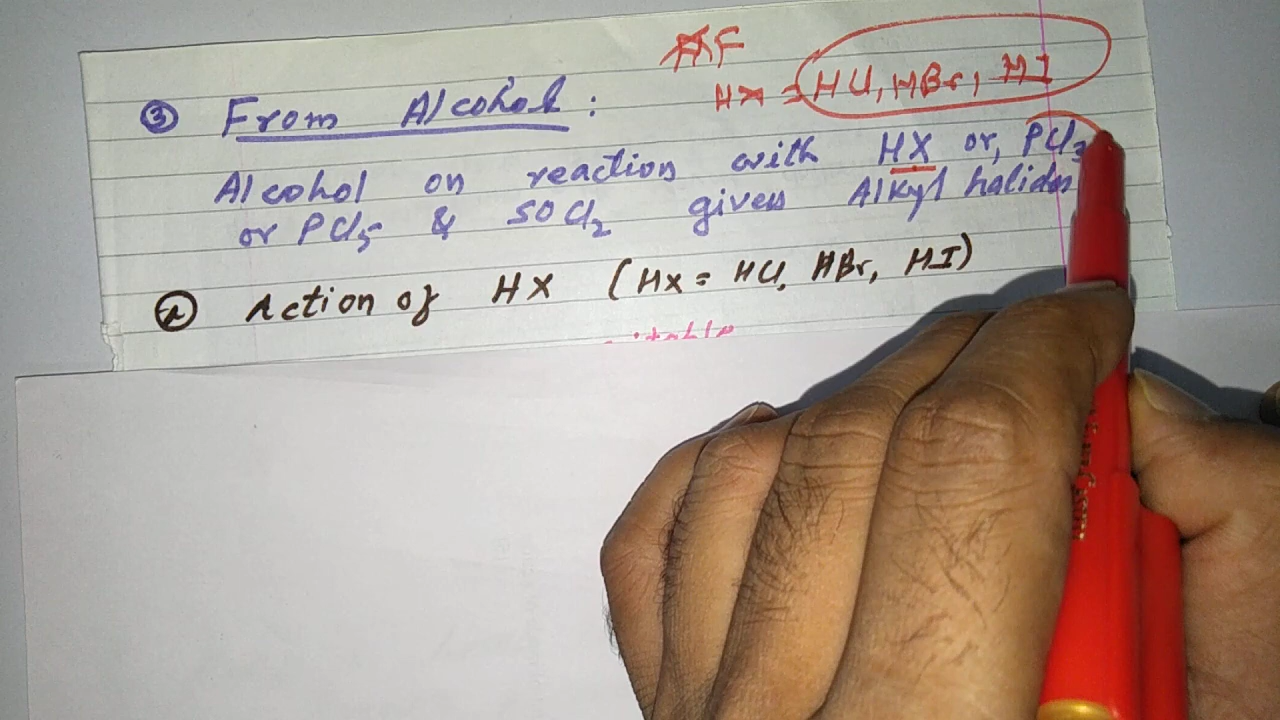 HF
HX = HCl, HBr, HI
③ From Alcohol :
Alcohol on reaction with HX or, PCl3
or PCl5 & SOCl2 gives Alkyl halides
ⓐ Action of HX (HX = HCl, HBr, HI)